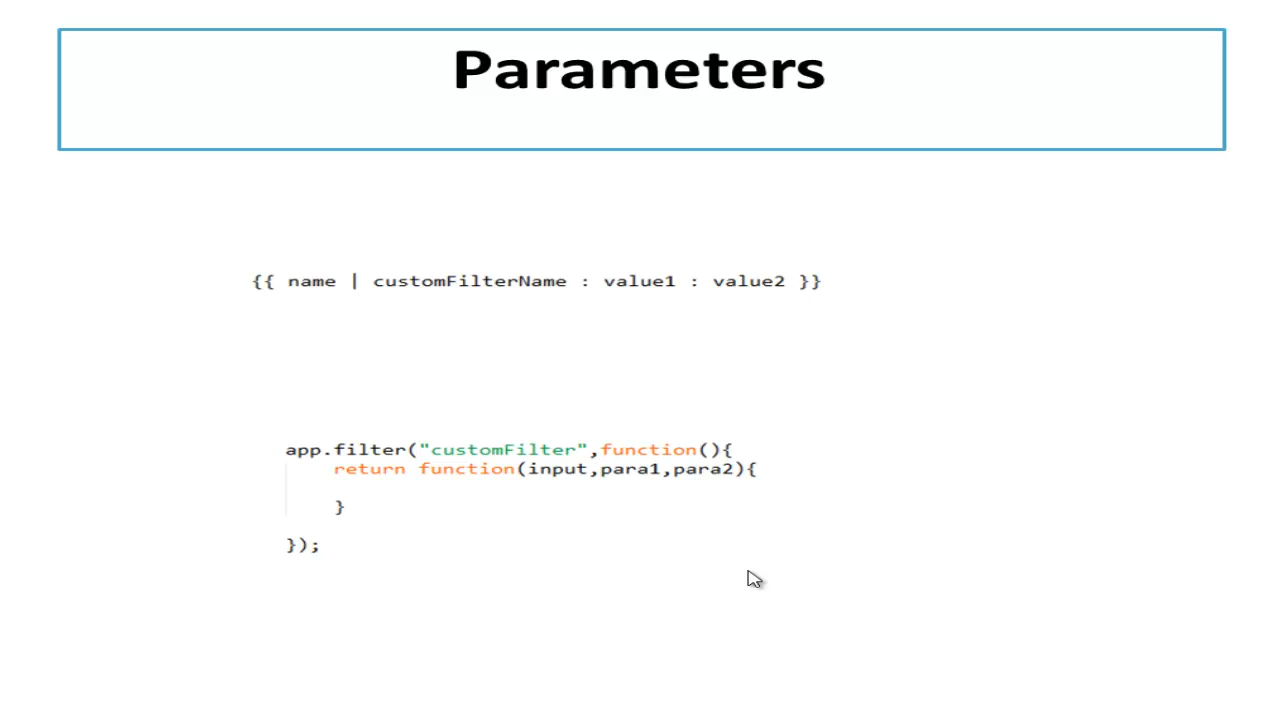 Parameters
{{ name | customFilterName : value1 : value2 }}
app.filter("customFilter",function(){
return function(input,para1,para2){
}
});